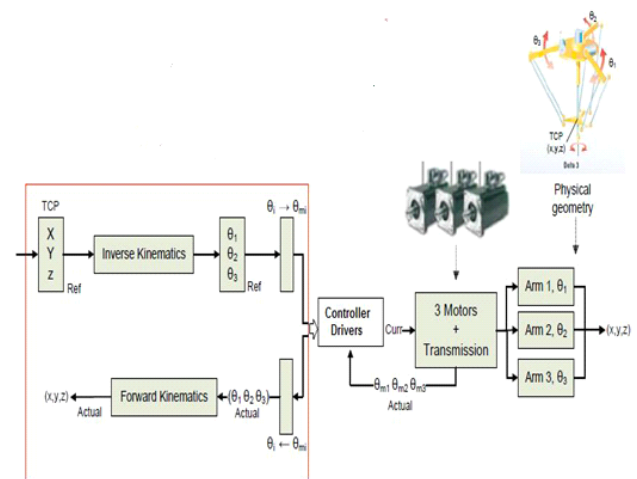 θ₂
θ₃
θ₁
TCP
(x,y,z)
Delta 3
Physical
geometry
TCP
X
Y
z
Ref
Inverse Kinematics
θ₁
θ₂
θ₃
Ref
θᵢ → θₘᵢ
Controller
Drivers
Curr
3 Motors
+
Transmission
Arm 1, θ₁
Arm 2, θ₂
Arm 3, θ₃
(x,y,z)
θₘ₁ θₘ₂ θₘ₃
Actual
(x,y,z)
Actual
Forward Kinematics
(θ₁ θ₂ θ₃)
Actual
θᵢ ← θₘᵢ